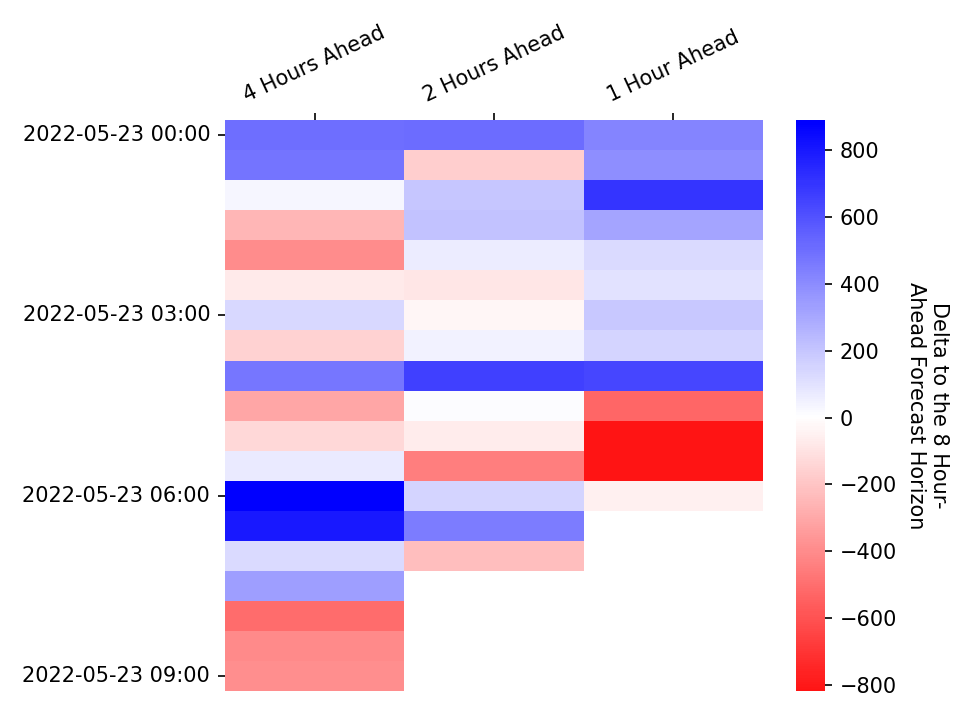 4 Hours Ahead
2 Hours Ahead
1 Hour Ahead
2022-05-23 00:00
2022-05-23 03:00
2022-05-23 06:00
2022-05-23 09:00
800
600
400
200
0
−200
−400
−600
−800
Delta to the 8 Hour-
Ahead Forecast Horizon